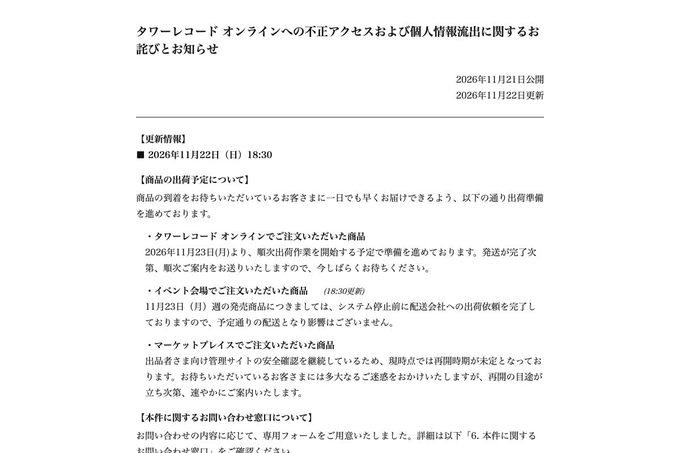 タワーレコード オンラインへの不正アクセスおよび個人情報流出に関するお
詫びとお知らせ
2026年11月21日公開
2026年11月22日更新
【更新情報】
■ 2026年11月22日（日）18:30
【商品の出荷予定について】
商品の到着をお待ちいただいているお客さまに一日でも早くお届けできるよう、以下の通り出荷準備
を進めております。
・タワーレコード オンラインでご注文いただいた商品
2026年11月23日(月)より、順次出荷作業を開始する予定で準備を進めております。発送が完了次
第、順次ご案内をお送りいたしますので、今しばらくお待ちください。
・イベント会場でご注文いただいた商品 (18:30更新)
11月23日（月）週の発売商品につきましては、システム停止前に配送会社への出荷依頼を完了し
ておりますので、予定通りの配送となり影響はございません。
・マーケットプレイスでご注文いただいた商品
出品者さま向け管理サイトの安全確認を継続しているため、現時点では再開時期が未定となってお
ります。お待ちいただいているお客さまには多大なるご迷惑をおかけいたしますが、再開の目途が
立ち次第、速やかにご案内いたします。
【本件に関するお問い合わせ窓口について】
お問い合わせの内容に応じて、専用フォームをご用意いたしました。詳細は以下「6. 本件に関する
お問い合わせ窓口」をご確認ください。